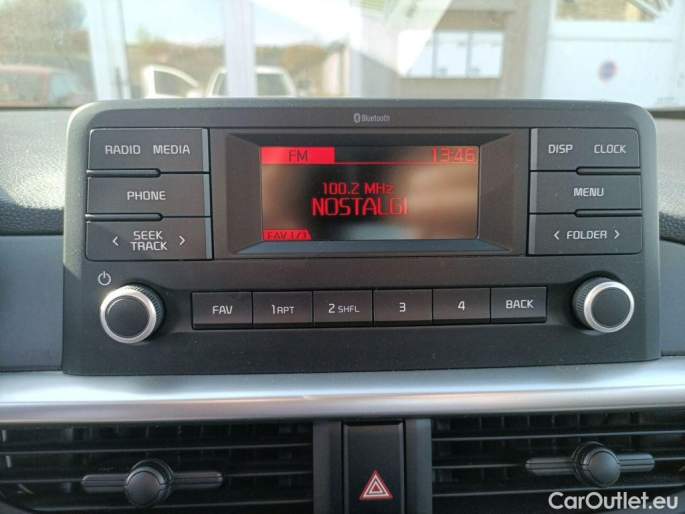 Bluetooth
RADIO MEDIA
FM 13:46
DISP CLOCK
PHONE
100.2 MHz
NOSTALGI
MENU
< SEEK TRACK >
FAV 1/1
< FOLDER >
FAV 1 RPT 2 SHFL 3 4 BACK
CarOutlet.eu